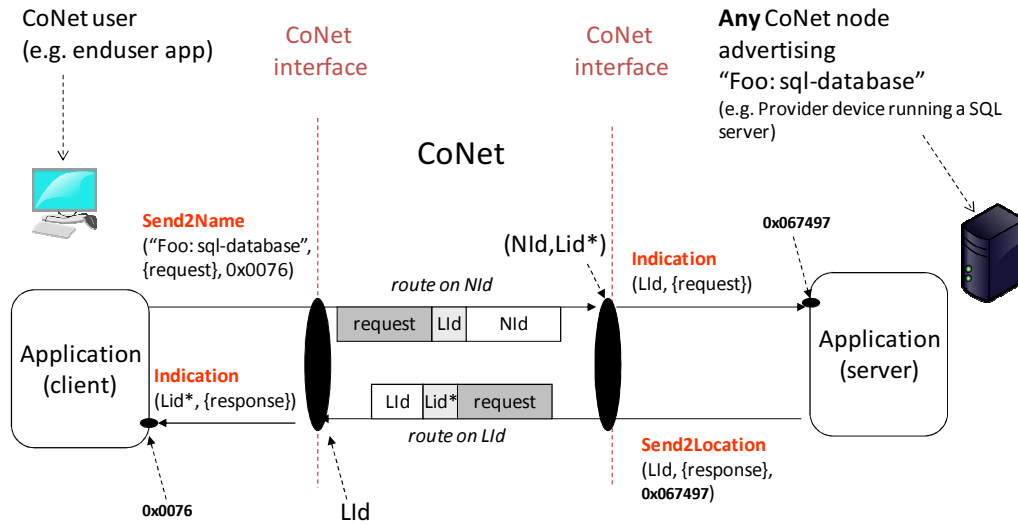 CoNet user
(e.g. enduser app)
CoNet
interface
CoNet
interface
Any CoNet node
advertising
“Foo: sql-database”
(e.g. Provider device running a SQL
server)
CoNet
Send2Name
(“Foo: sql-database”,
{request}, 0x0076)
(NId,Lid*)
0x067497
Indication
(LId, {request})
route on NId
request LId NId
Application
(client)
Application
(server)
Indication
(Lid*, {response})
LId Lid* request
route on LId
Send2Location
(LId, {response},
0x067497)
0x0076
LId